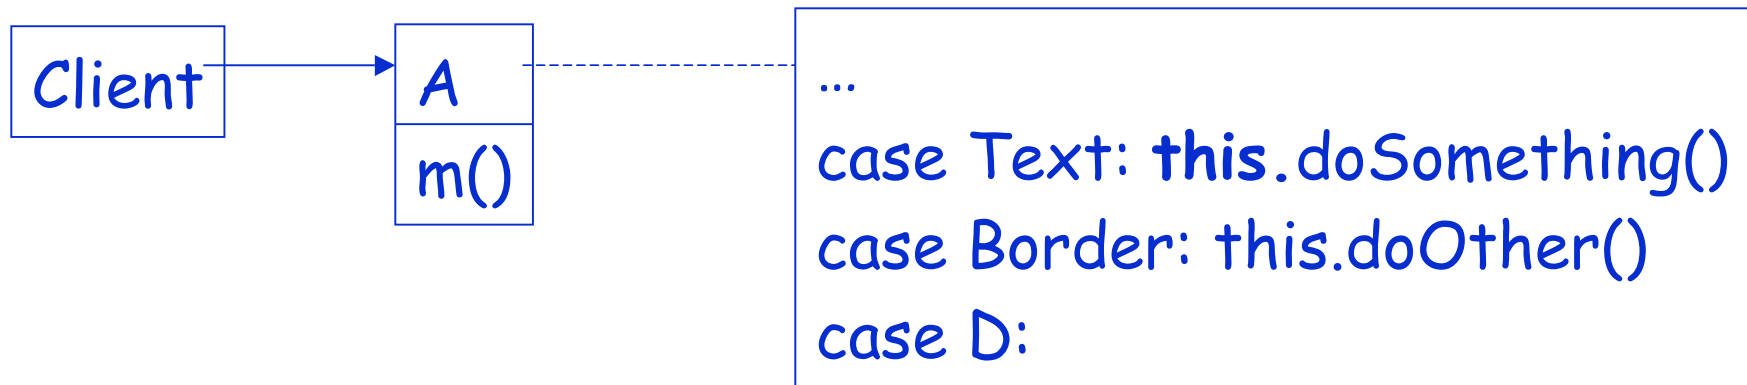 Client
A
m()
...
case Text: this.doSomething()
case Border: this.doOther()
case D: